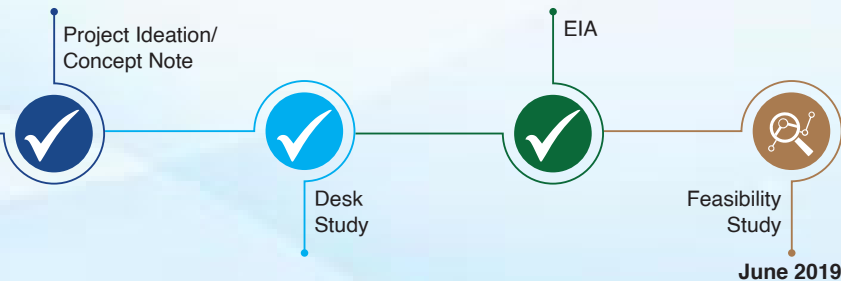 Project Ideation/
Concept Note
Desk
Study
EIA
Feasibility
Study
June 2019